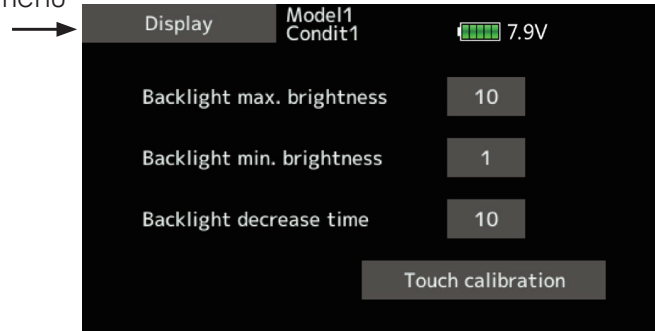 Display
Model1
Condit1
7.9V
Backlight max. brightness 10
Backlight min. brightness 1
Backlight decrease time 10
Touch calibration